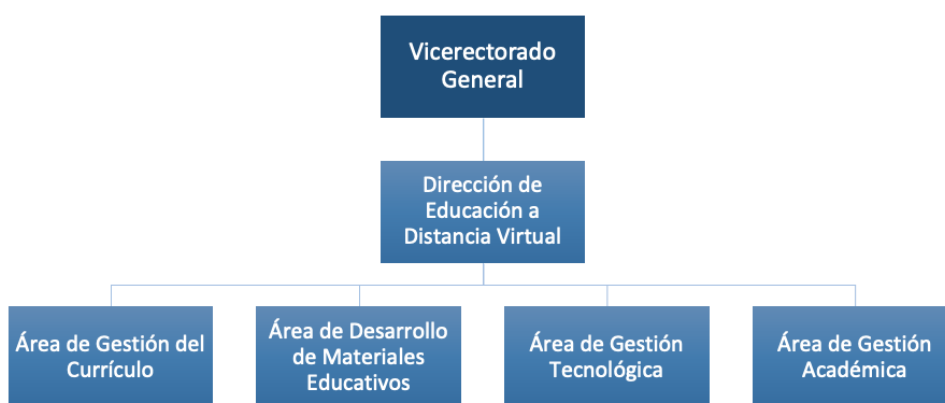 Vicerectorado
General
Dirección de
Educación a
Distancia Virtual
Área de Gestión del
Currículo
Área de Desarrollo
de Materiales
Educativos
Área de Gestión
Tecnológica
Área de Gestión
Académica